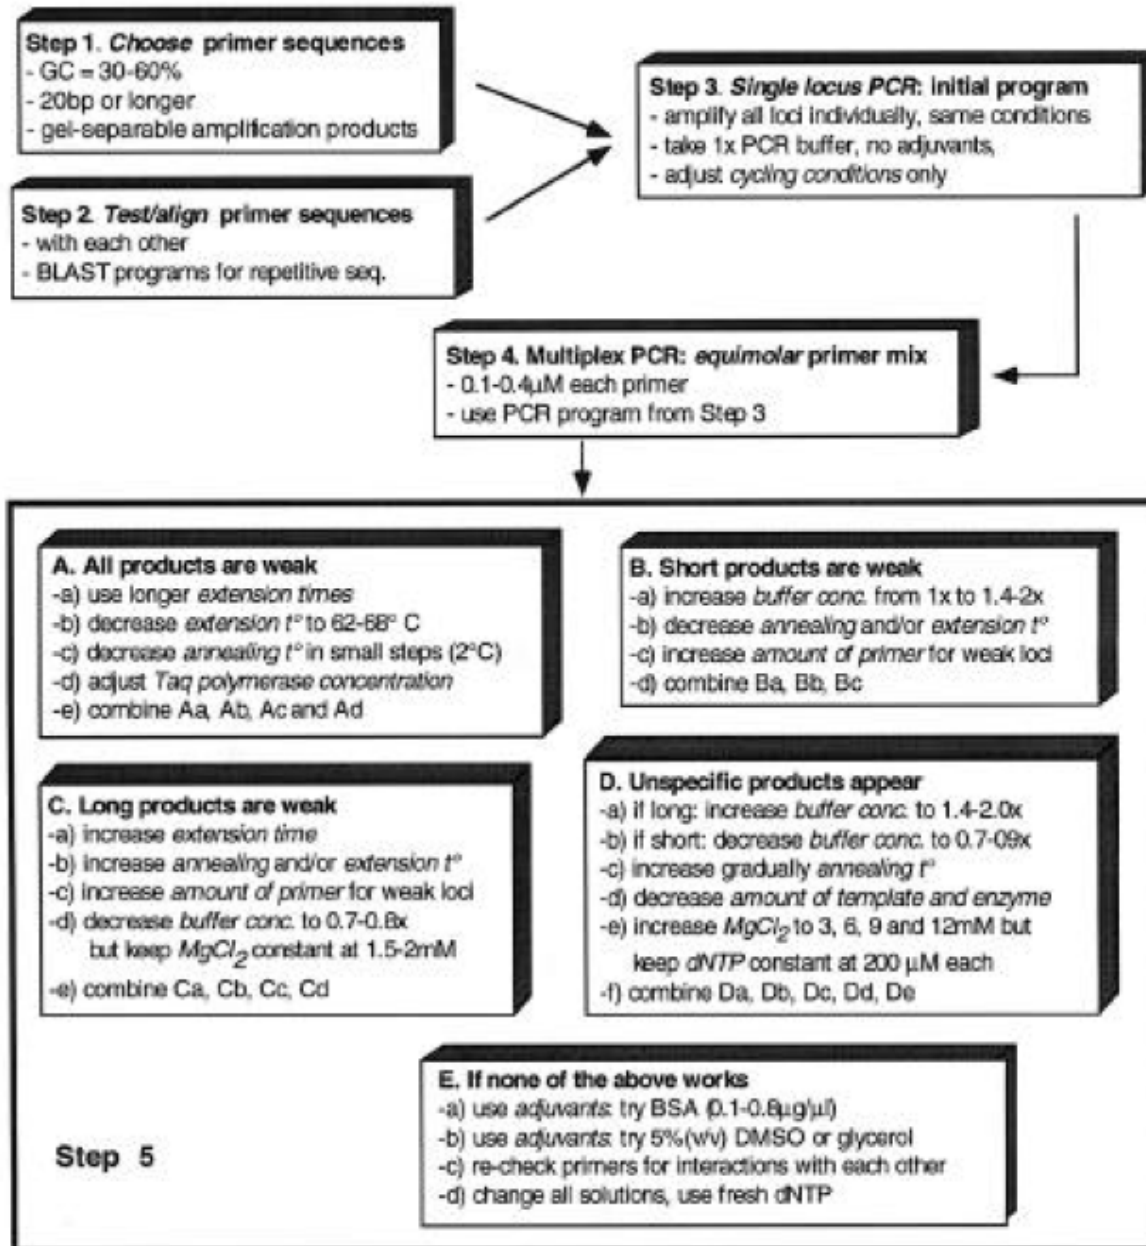 Step 1. Choose primer sequences
- GC = 30-60%
- 20bp or longer
- gel-separable amplification products
Step 2. Test/align primer sequences
- with each other
- BLAST programs for repetitive seq.
Step 3. Single locus PCR: initial program
- amplify all loci individually, same conditions
- take 1x PCR buffer, no adjuvants,
- adjust cycling conditions only
Step 4. Multiplex PCR: equimolar primer mix
- 0.1-0.4µM each primer
- use PCR program from Step 3
A. All products are weak
-a) use longer extension times
-b) decrease extension t° to 62-68° C
-c) decrease annealing t° in small steps (2°C)
-d) adjust Taq polymerase concentration
-e) combine Aa, Ab, Ac and Ad
B. Short products are weak
-a) increase buffer conc. from 1x to 1.4-2x
-b) decrease annealing and/or extension t°
-c) increase amount of primer for weak loci
-d) combine Ba, Bb, Bc
C. Long products are weak
-a) increase extension time
-b) increase annealing and/or extension t°
-c) increase amount of primer for weak loci
-d) decrease buffer conc. to 0.7-0.8x
but keep MgCl2 constant at 1.5-2mM
-e) combine Ca, Cb, Cc, Cd
D. Unspecific products appear
-a) if long: increase buffer conc. to 1.4-2.0x
-b) if short: decrease buffer conc. to 0.7-09x
-c) increase gradually annealing t°
-d) decrease amount of template and enzyme
-e) increase MgCl2 to 3, 6, 9 and 12mM but
keep dNTP constant at 200 µM each
-f) combine Da, Db, Dc, Dd, De
E. If none of the above works
-a) use adjuvants: try BSA (0.1-0.8µg/µl)
-b) use adjuvants: try 5% (w/v) DMSO or glycerol
-c) re-check primers for interactions with each other
-d) change all solutions, use fresh dNTP
Step 5